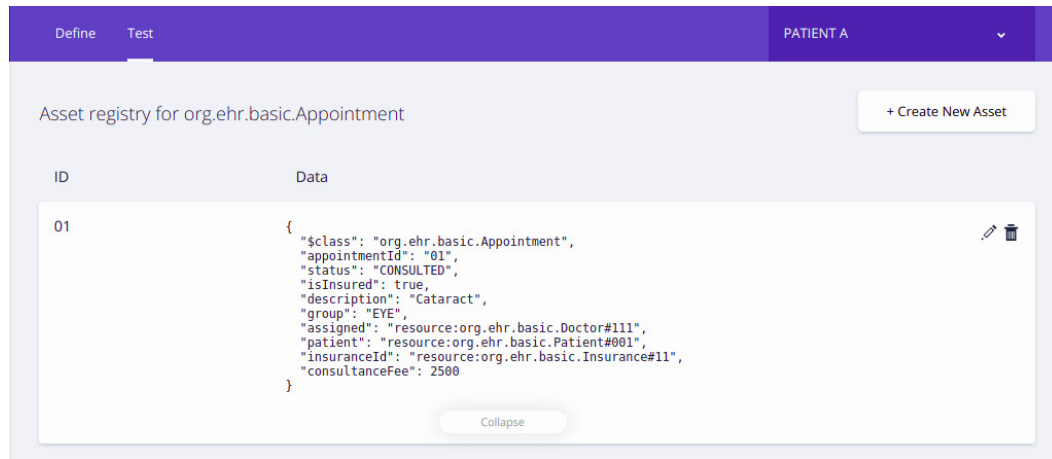 Define Test PATIENT A
Asset registry for org.ehr.basic.Appointment + Create New Asset
ID Data
01 {
"$class": "org.ehr.basic.Appointment",
"appointmentId": "01",
"status": "CONSULTED",
"isInsured": true,
"description": "Cataract",
"group": "EYE",
"assigned": "resource:org.ehr.basic.Doctor#111",
"patient": "resource:org.ehr.basic.Patient#001",
"insuranceId": "resource:org.ehr.basic.Insurance#11",
"consultanceFee": 2500
}
Collapse